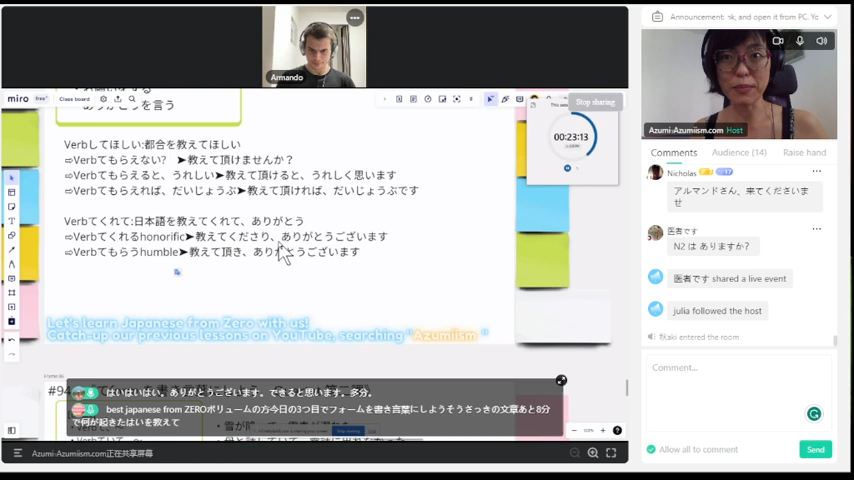 Armando
Announcement:
nk, and open it from PC. Yo
miro
free
Class board
Stop sharing
00:23:13
ありがとうを言う
Verbしてほしい:都合を教えてほしい
⇨Verbてもらえない? ➤教えて頂けませんか?
⇨Verbてもらえると、うれしい➤教えて頂けると、うれしく思います
⇨Verbてもらえれば、だいじょうぶ➤教えて頂ければ、だいじょうぶです
Verbてくれて:日本語を教えてくれて、ありがとう
⇨Verbてくれるhonorific➤教えてくださり、ありがとうございます
⇨Verbてもらうhumble➤教えて頂き、ありがとうございます
Let's learn Japanese from Zero with us!
Catch-up our previous lessons on YouTube, searching "Azumiism "
#94
はいはいはい。ありがとうございます。できると思います。多分。
best japanese from ZEROボリュームの方今日の3つ目でフォームを書き言葉にしようそうさっきの文章あと8分
で何が起きたはいを教えて
Azumi-Azumiism.com正在共享屏幕
Azumi-Azumiism.com Host
Comments
Audience (14)
Raise hand
Nicholas
アルマンドさん、来てくださいま
せ
医者です
N2 は ありますか?
医者です shared a live event
julia followed the host
entered the room
Comment...
Allow all to comment
Send